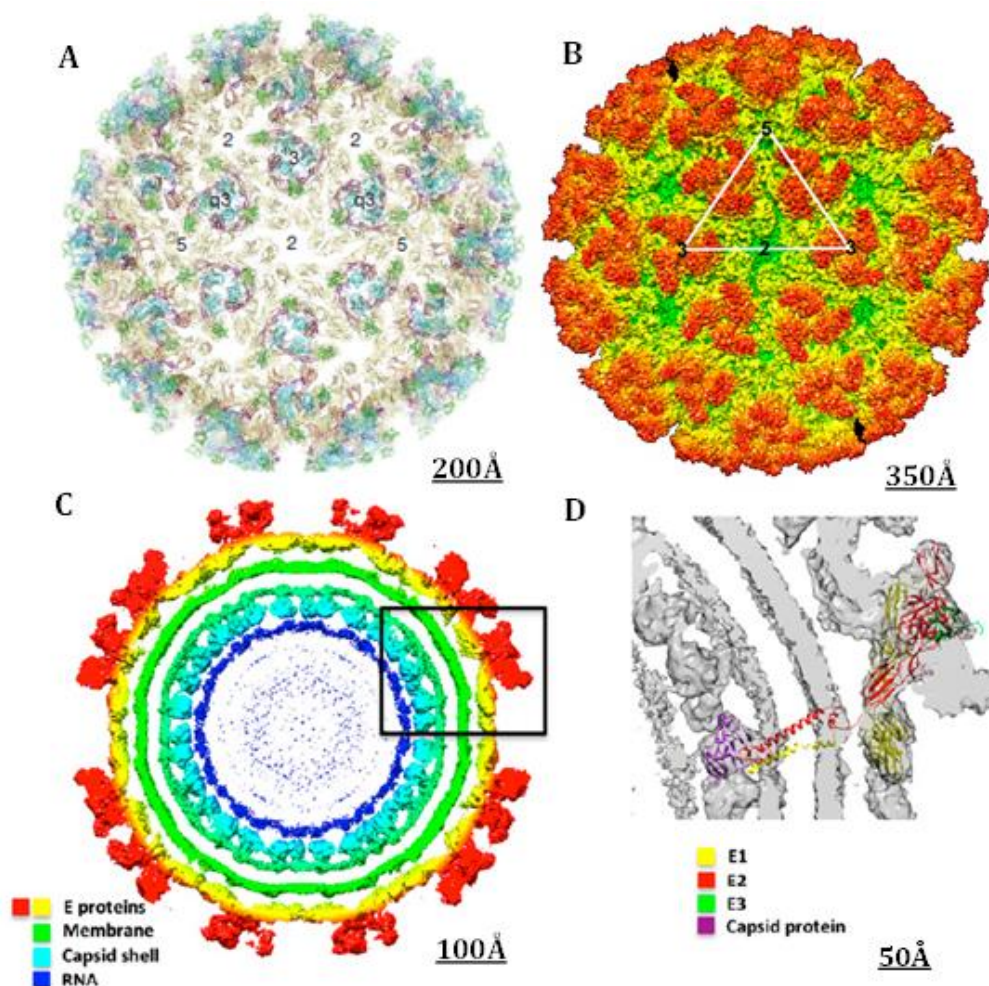 A
2 2
3
q3 q3
5 2 5
200Å
B
5
3 2 3
350Å
C
E proteins
Membrane
Capsid shell
RNA
100Å
D
E1
E2
E3
Capsid protein
50Å